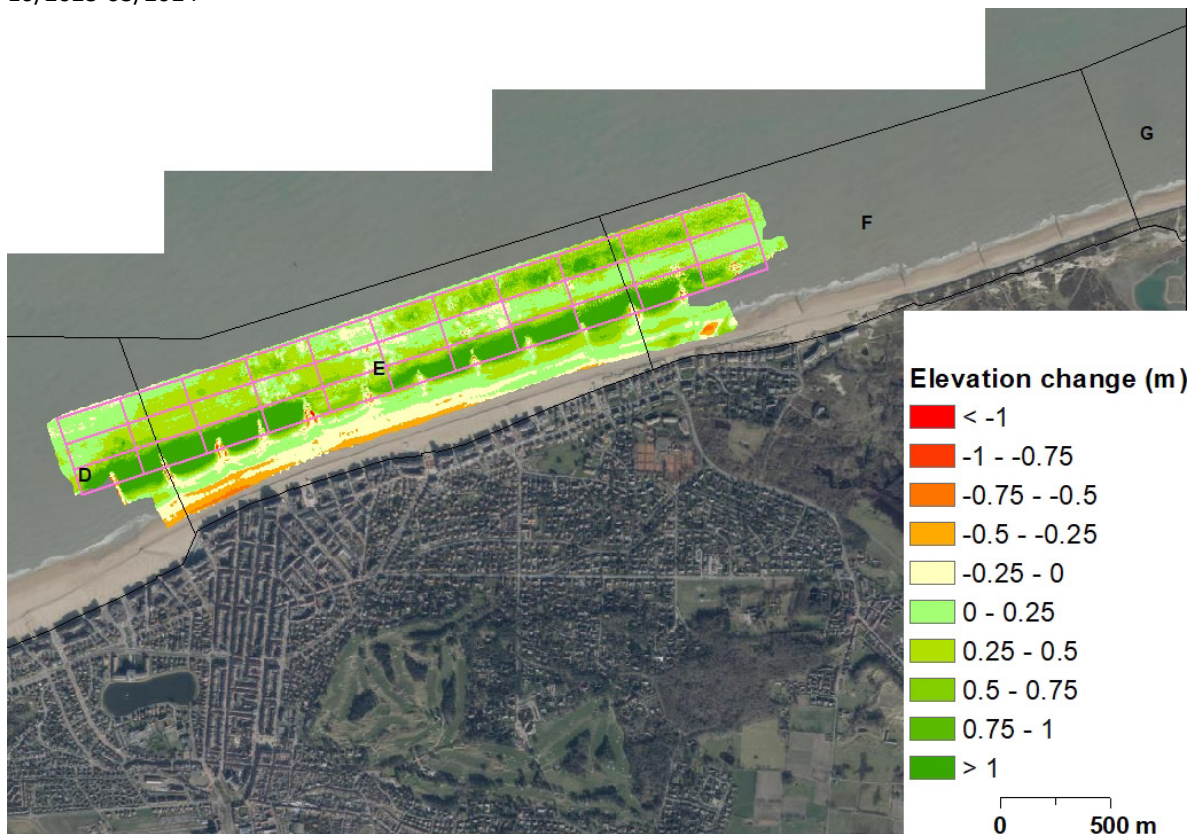 G
F
E
D
Elevation change (m)
< -1
-1 - -0.75
-0.75 - -0.5
-0.5 - -0.25
-0.25 - 0
0 - 0.25
0.25 - 0.5
0.5 - 0.75
0.75 - 1
> 1
0 500 m